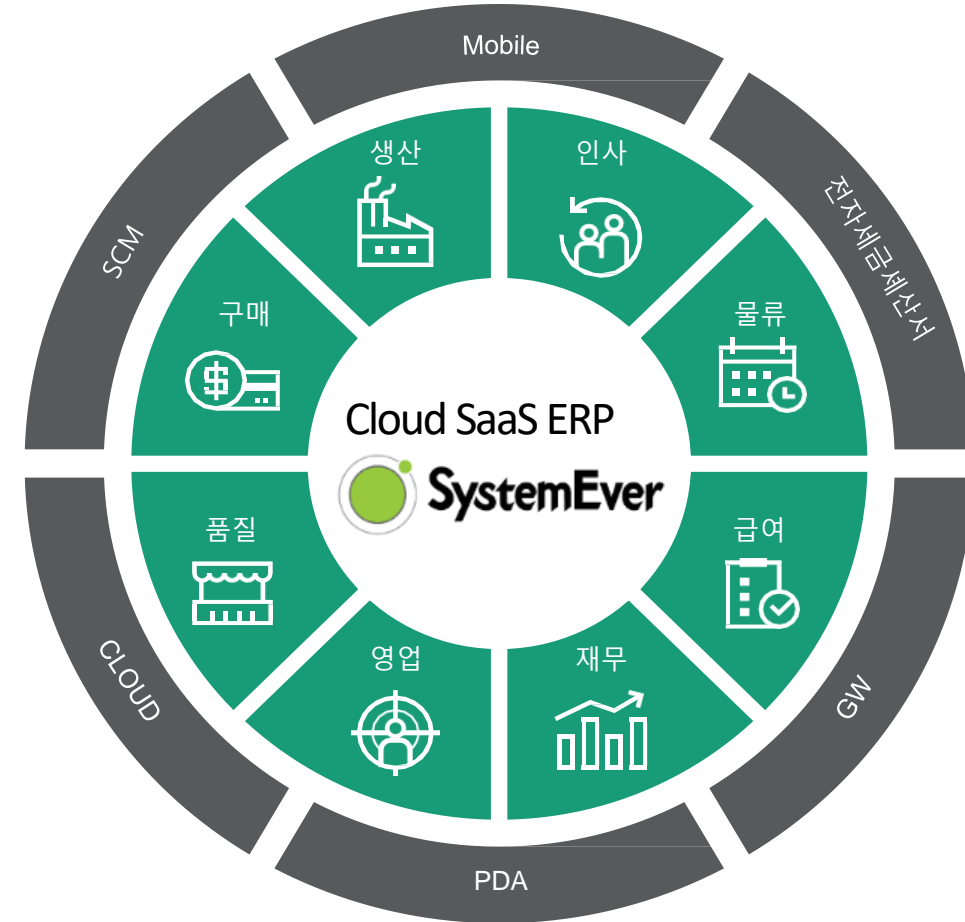 Mobile
생산
인사
전자세금세산서
SCM
구매
물류
Cloud SaaS ERP
SystemEver
품질
급여
CLOUD
영업
재무
GW
PDA